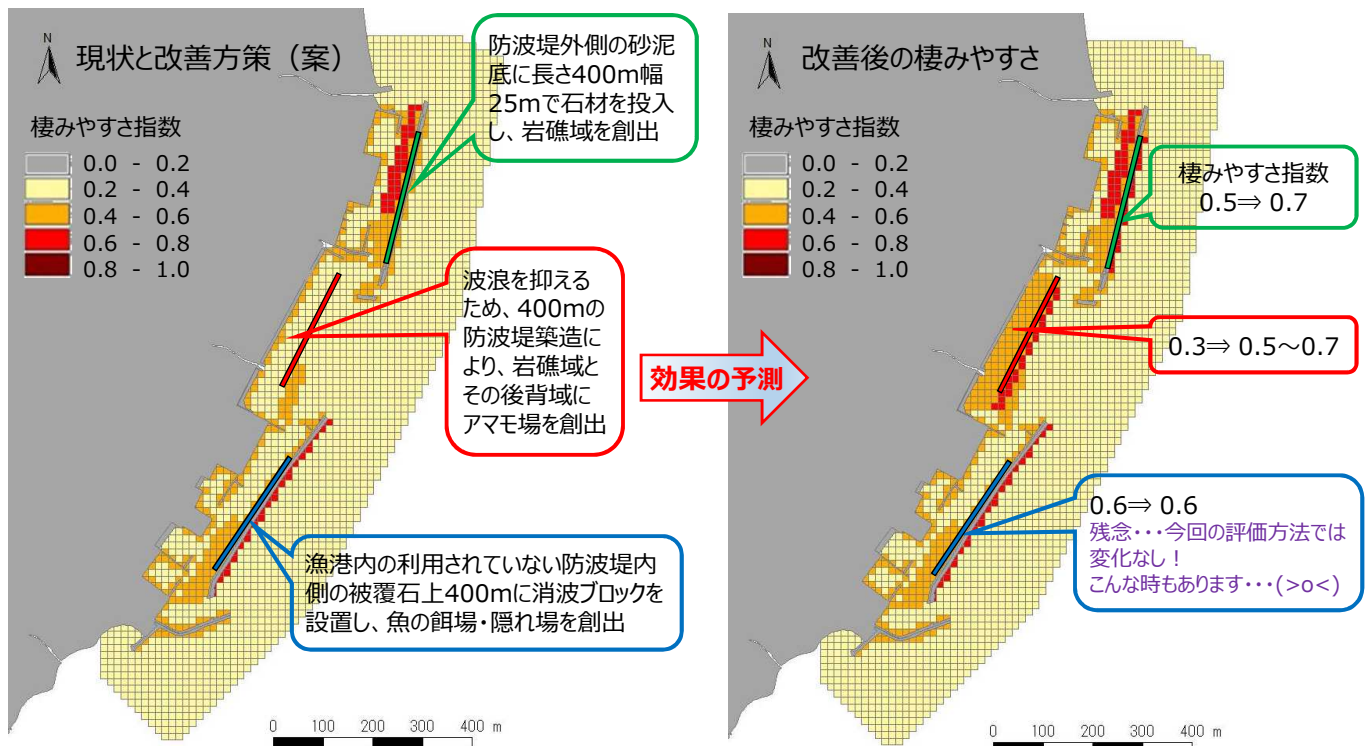 N
現状と改善方策（案）
棲みやすさ指数
0.0 - 0.2
0.2 - 0.4
0.4 - 0.6
0.6 - 0.8
0.8 - 1.0
防波堤外側の砂泥
底に長さ400m幅
25mで石材を投入
し、岩礁域を創出
波浪を抑える
ため、400mの
防波堤築造に
より、岩礁域と
その後背域に
アマモ場を創出
漁港内の利用されていない防波堤内
側の被覆石上400mに消波ブロックを
設置し、魚の餌場・隠れ場を創出
0 100 200 300 400 m
効果の予測
N
改善後の棲みやすさ
棲みやすさ指数
0.0 - 0.2
0.2 - 0.4
0.4 - 0.6
0.6 - 0.8
0.8 - 1.0
棲みやすさ指数
0.5⇒ 0.7
0.3⇒ 0.5～0.7
0.6⇒ 0.6
残念・・・今回の評価方法では
変化なし！
こんな時もあります・・・(>o<)
0 100 200 300 400 m